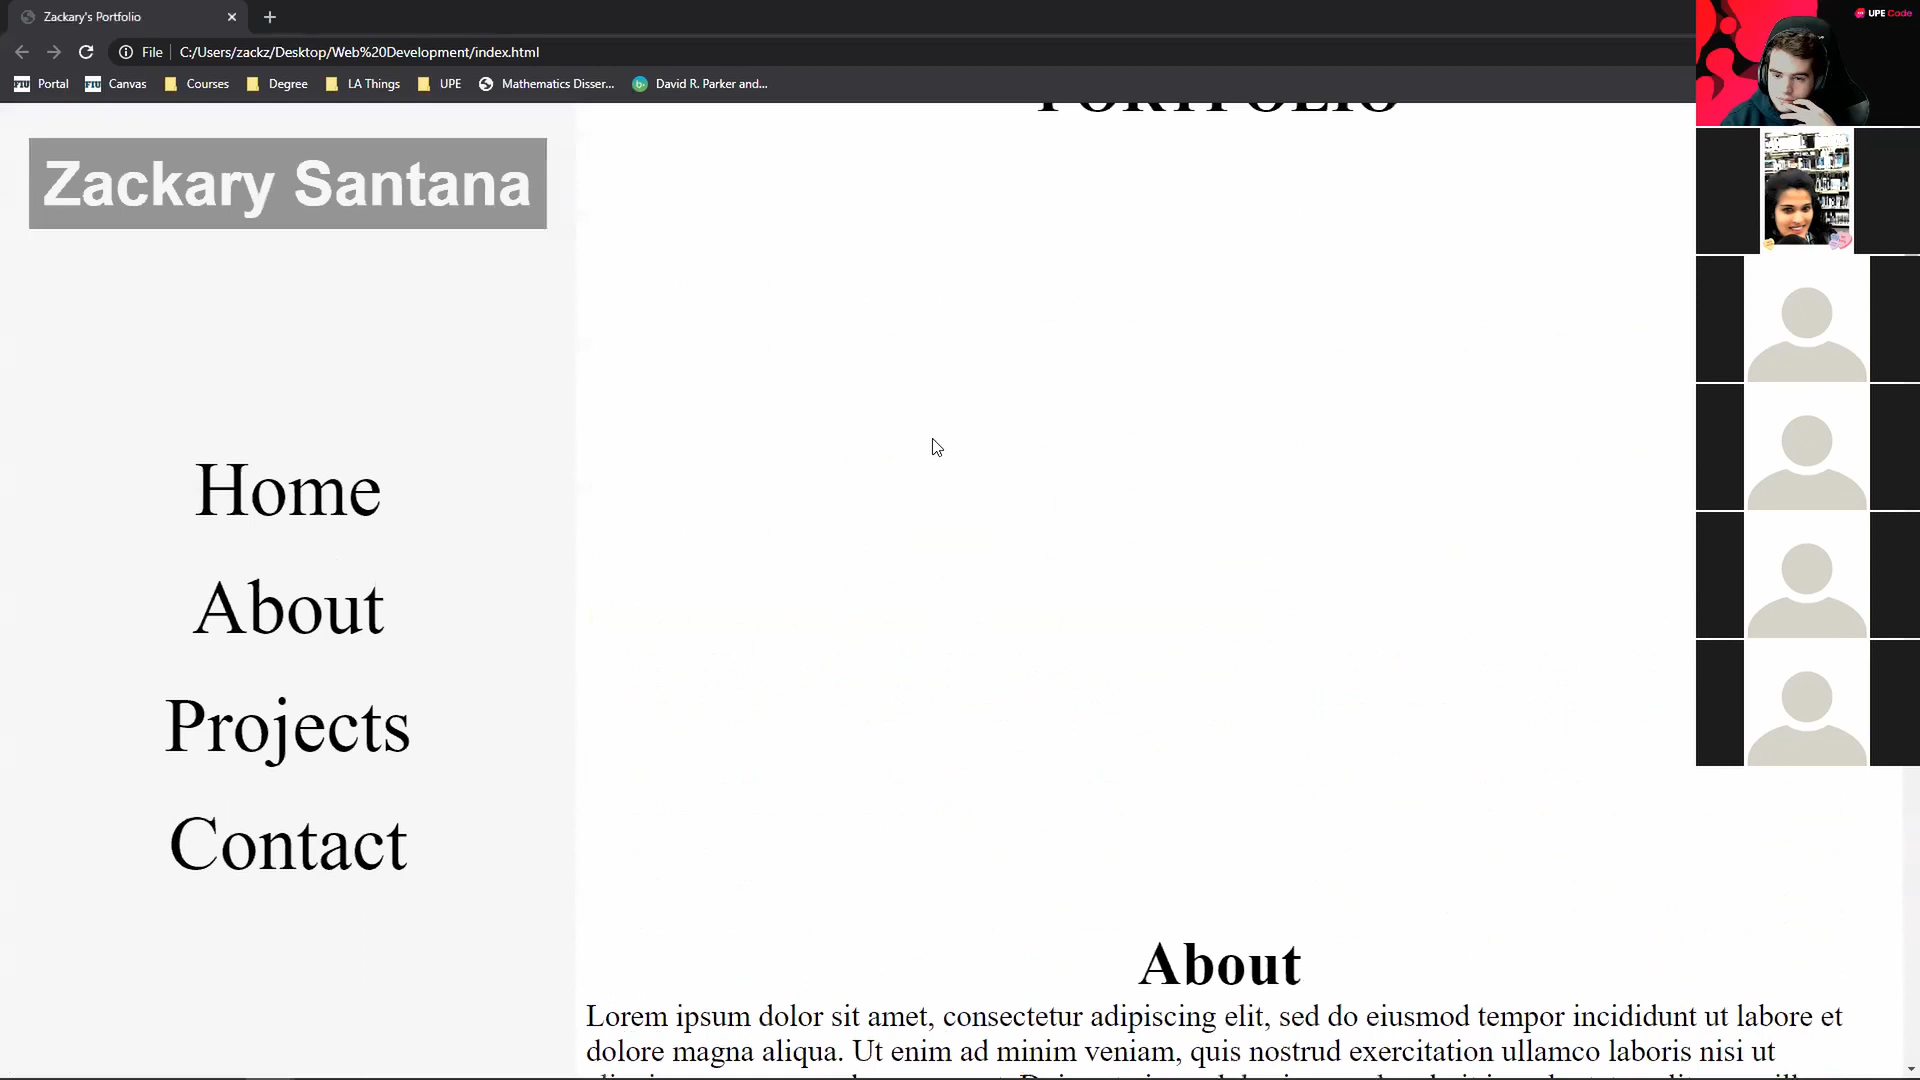 Zackary's Portfolio
File C:/Users/zackz/Desktop/Web%20Development/index.html
FIU Portal FIU Canvas Courses Degree LA Things UPE Mathematics Disser... b· David R. Parker and...
UPE Code
PORTFOLIO
Zackary Santana
Home
About
Projects
Contact
About
Lorem ipsum dolor sit amet, consectetur adipiscing elit, sed do eiusmod tempor incididunt ut labore et
dolore magna aliqua. Ut enim ad minim veniam, quis nostrud exercitation ullamco laboris nisi ut